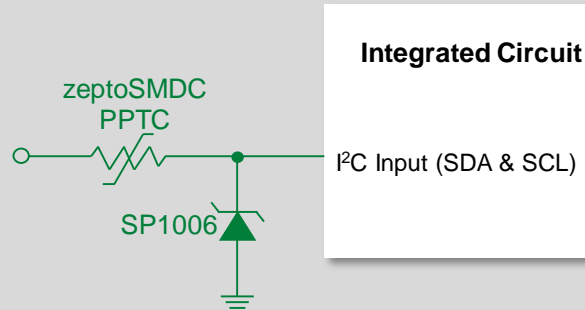 Integrated Circuit
zeptoSMDC
PPTC
I²C Input (SDA & SCL)
SP1006